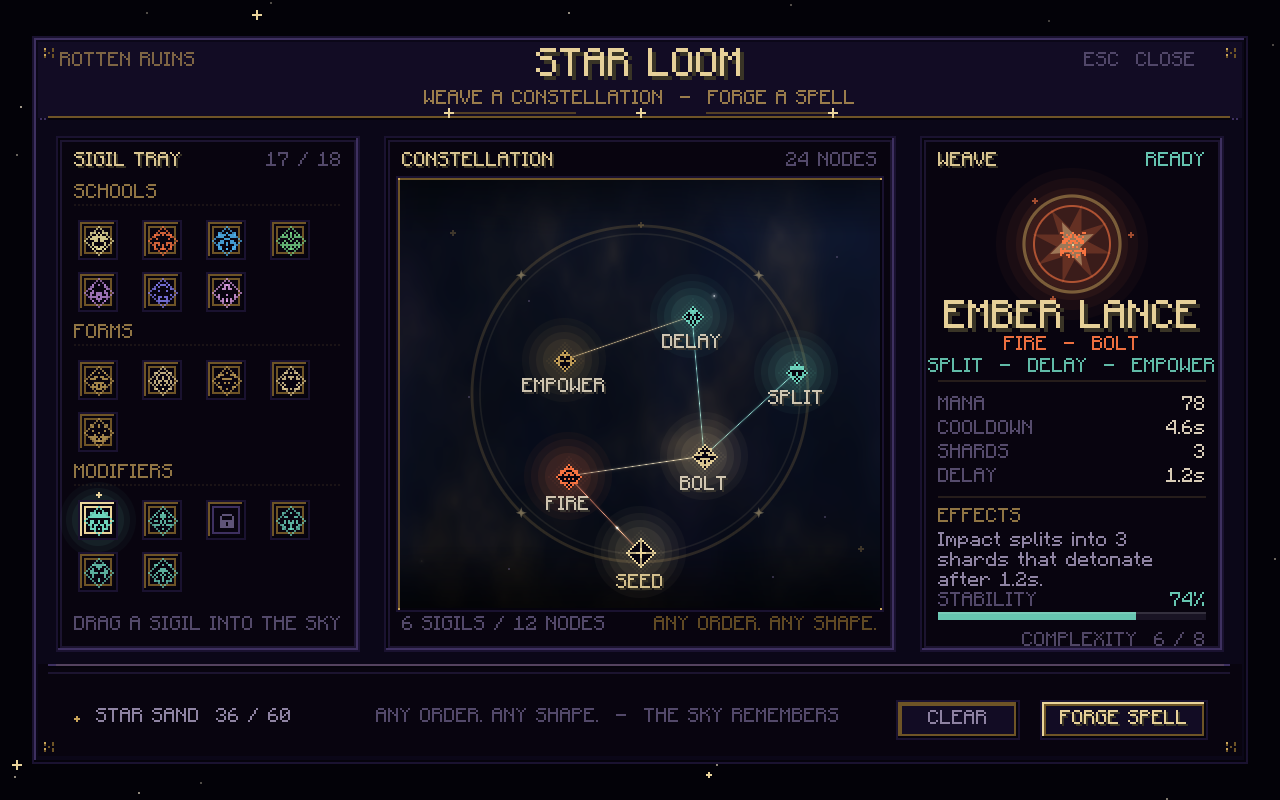 ROTTEN RUINS
STAR LOOM
ESC CLOSE
WEAVE A CONSTELLATION — FORGE A SPELL
SIGIL TRAY
17 / 18
SCHOOLS
FORMS
MODIFIERS
DRAG A SIGIL INTO THE SKY
CONSTELLATION
24 NODES
DELAY
EMPOWER
SPLIT
BOLT
FIRE
SEED
6 SIGILS / 12 NODES
ANY ORDER. ANY SHAPE.
WEAVE
READY
EMBER LANCE
FIRE — BOLT
SPLIT — DELAY — EMPOWER
MANA 78
COOLDOWN 4.6s
SHARDS 3
DELAY 1.2s
EFFECTS
Impact splits into 3
shards that detonate
after 1.2s.
STABILITY 74%
COMPLEXITY 6 / 8
STAR SAND 36 / 60
ANY ORDER. ANY SHAPE. — THE SKY REMEMBERS
CLEAR
FORGE SPELL